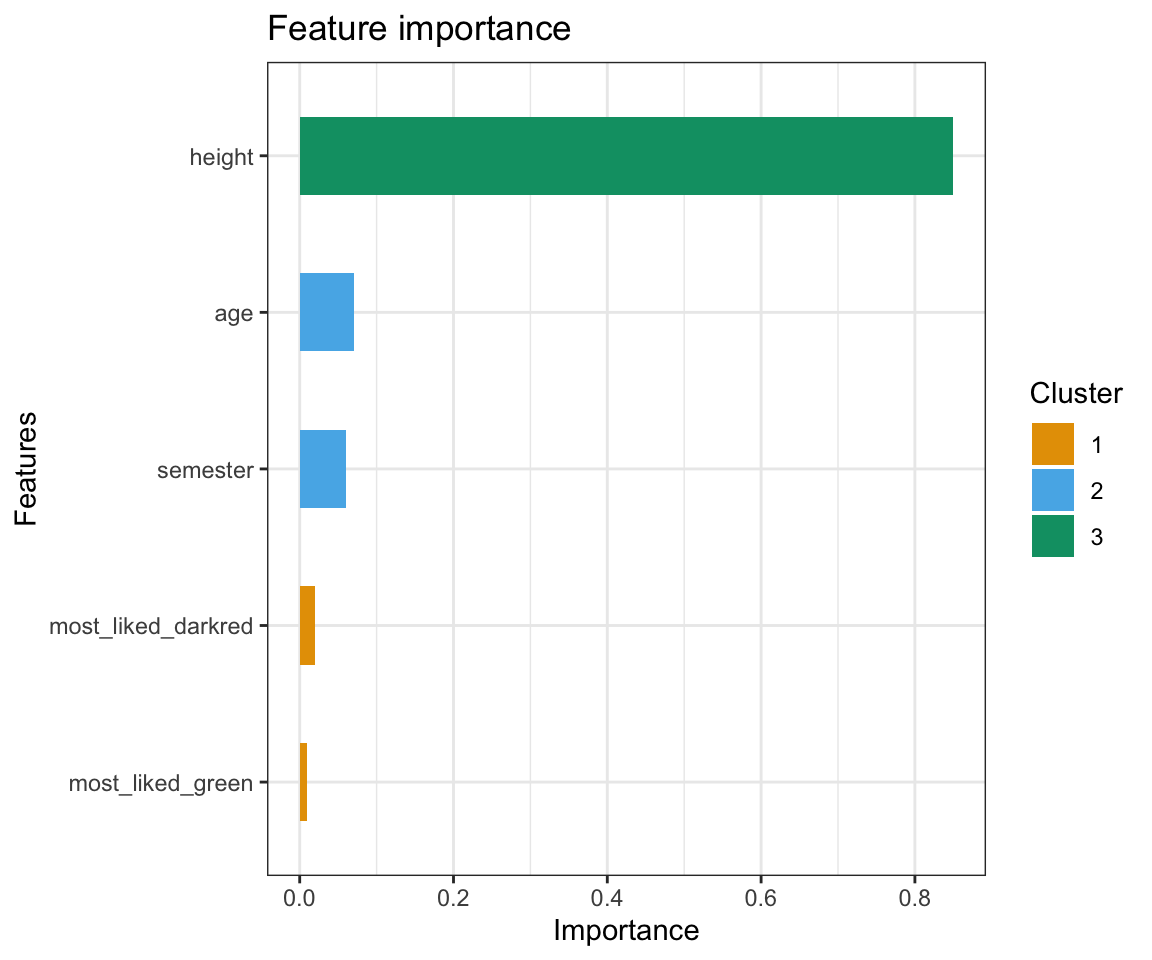 Feature importance
height
age
semester
most_liked_darkred
most_liked_green
Features
0.0 0.2 0.4 0.6 0.8
Importance
Cluster
1
2
3